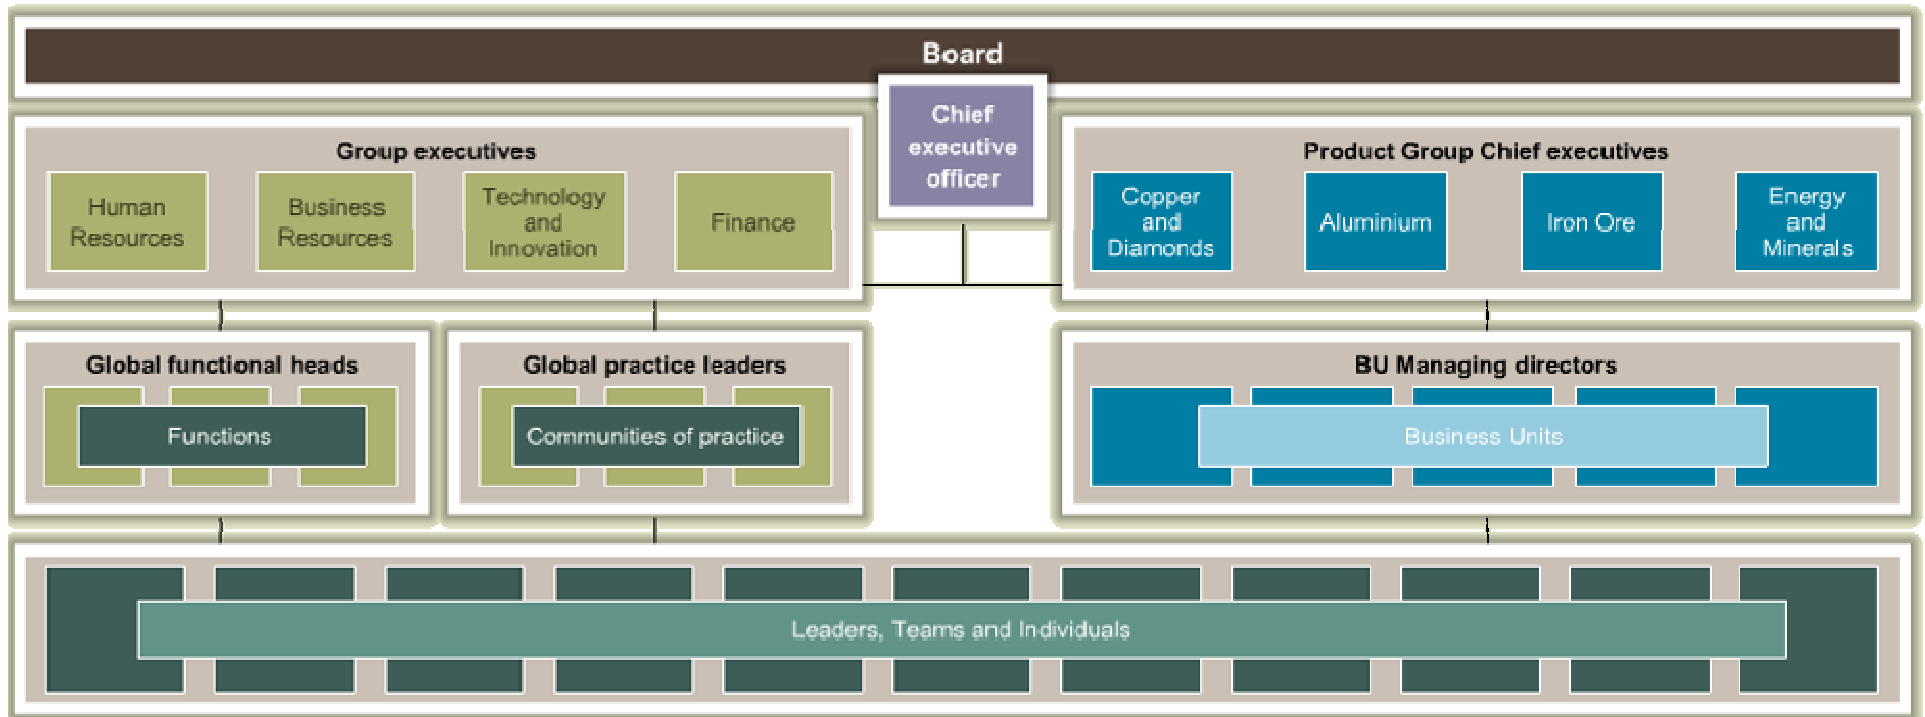 Board
Chief
executive
officer
Group executives
Human
Resources
Business
Resources
Technology
and
Innovation
Finance
Product Group Chief executives
Copper
and
Diamonds
Aluminium
Iron Ore
Energy
and
Minerals
Global functional heads
Functions
Global practice leaders
Communities of practice
BU Managing directors
Business Units
Leaders, Teams and Individuals